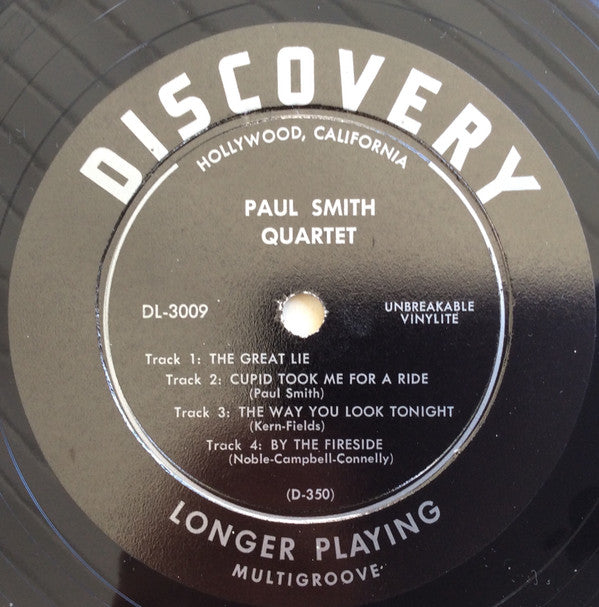 DISCOVERY
HOLLYWOOD, CALIFORNIA
PAUL SMITH
QUARTET
DL-3009
UNBREAKABLE
VINYLITE
Track 1: THE GREAT LIE
Track 2: CUPID TOOK ME FOR A RIDE
(Paul Smith)
Track 3: THE WAY YOU LOOK TONIGHT
(Kern-Fields)
Track 4: BY THE FIRESIDE
(Noble-Campbell-Connelly)
(D-350)
LONGER PLAYING
MULTIGROOVE